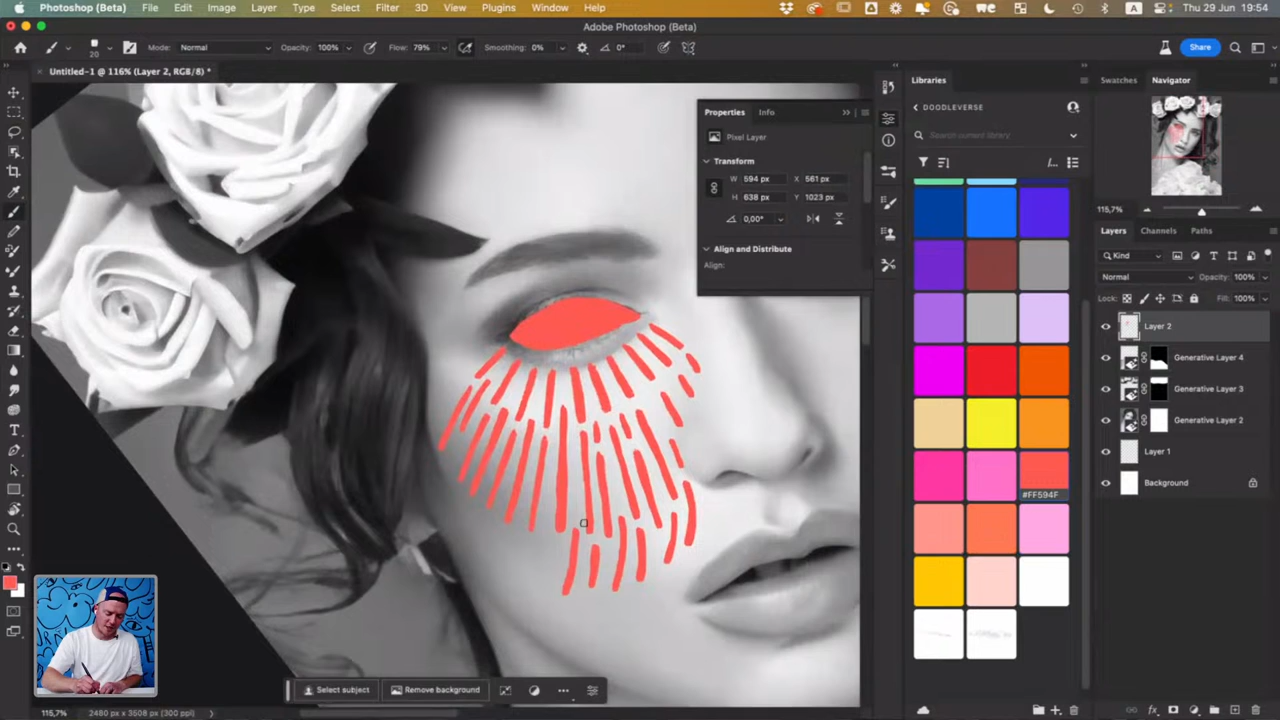 Photoshop (Beta) File Edit Image Layer Type Select Filter 3D View Plugins Window Help Thu 29 Jun 19:54
Adobe Photoshop (Beta)
20 Mode: Normal Opacity: 100% Flow: 79% Smoothing: 0% 0° Share
Untitled-1 @ 116% (Layer 2, RGB/8) *
Properties Info
Pixel Layer
Transform
W 594 px X 561 px
H 638 px Y 1023 px
0,00°
Align and Distribute
Align:
Libraries
DOODLEVERSE
Search current library
#FF594F
Swatches Navigator
115,7%
Layers Channels Paths
Kind
Normal Opacity: 100%
Lock: Fill: 100%
Layer 2
Generative Layer 4
Generative Layer 3
Generative Layer 2
Layer 1
Background
Select subject Remove background
115,7% 2480 px x 3508 px (300 ppi)